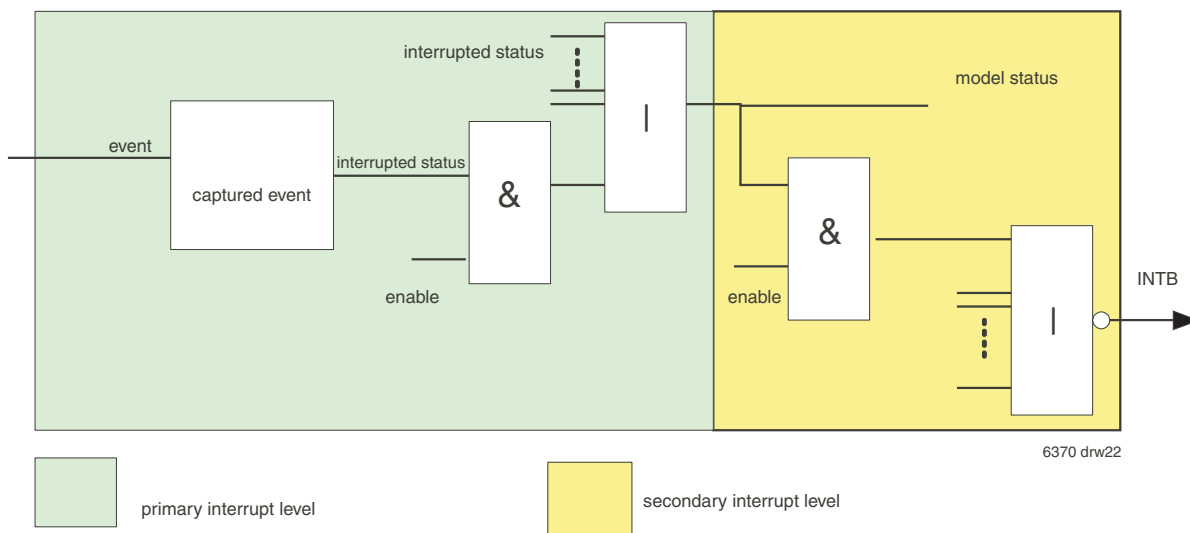 interrupted status
|
model status
event
interrupted status
captured event
&
enable
&
enable
INTB
|
6370 drw22
primary interrupt level
secondary interrupt level